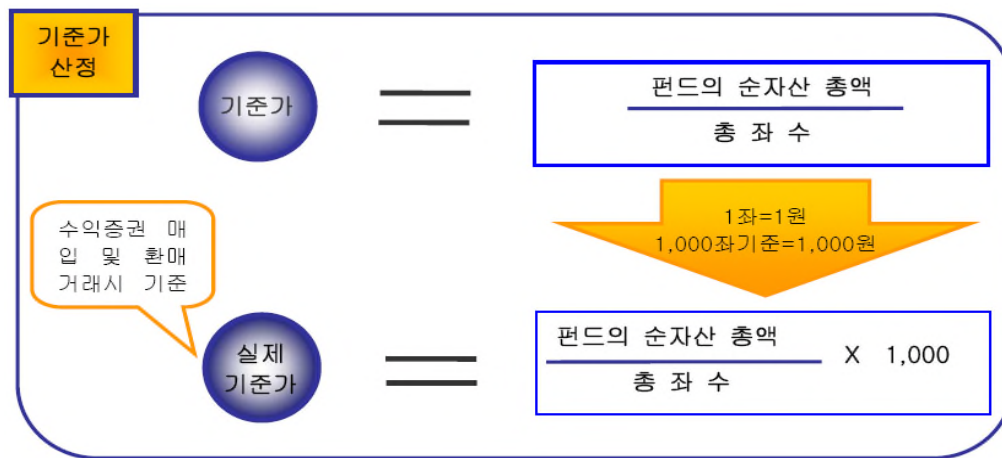 기준가
산정
기준가
펀드의 순자산 총액
총 좌 수
1좌=1원
1,000좌기준=1,000원
수익증권 매
입 및 환매
거래시 기준
실제
기준가
펀드의 순자산 총액
총 좌 수
X 1,000